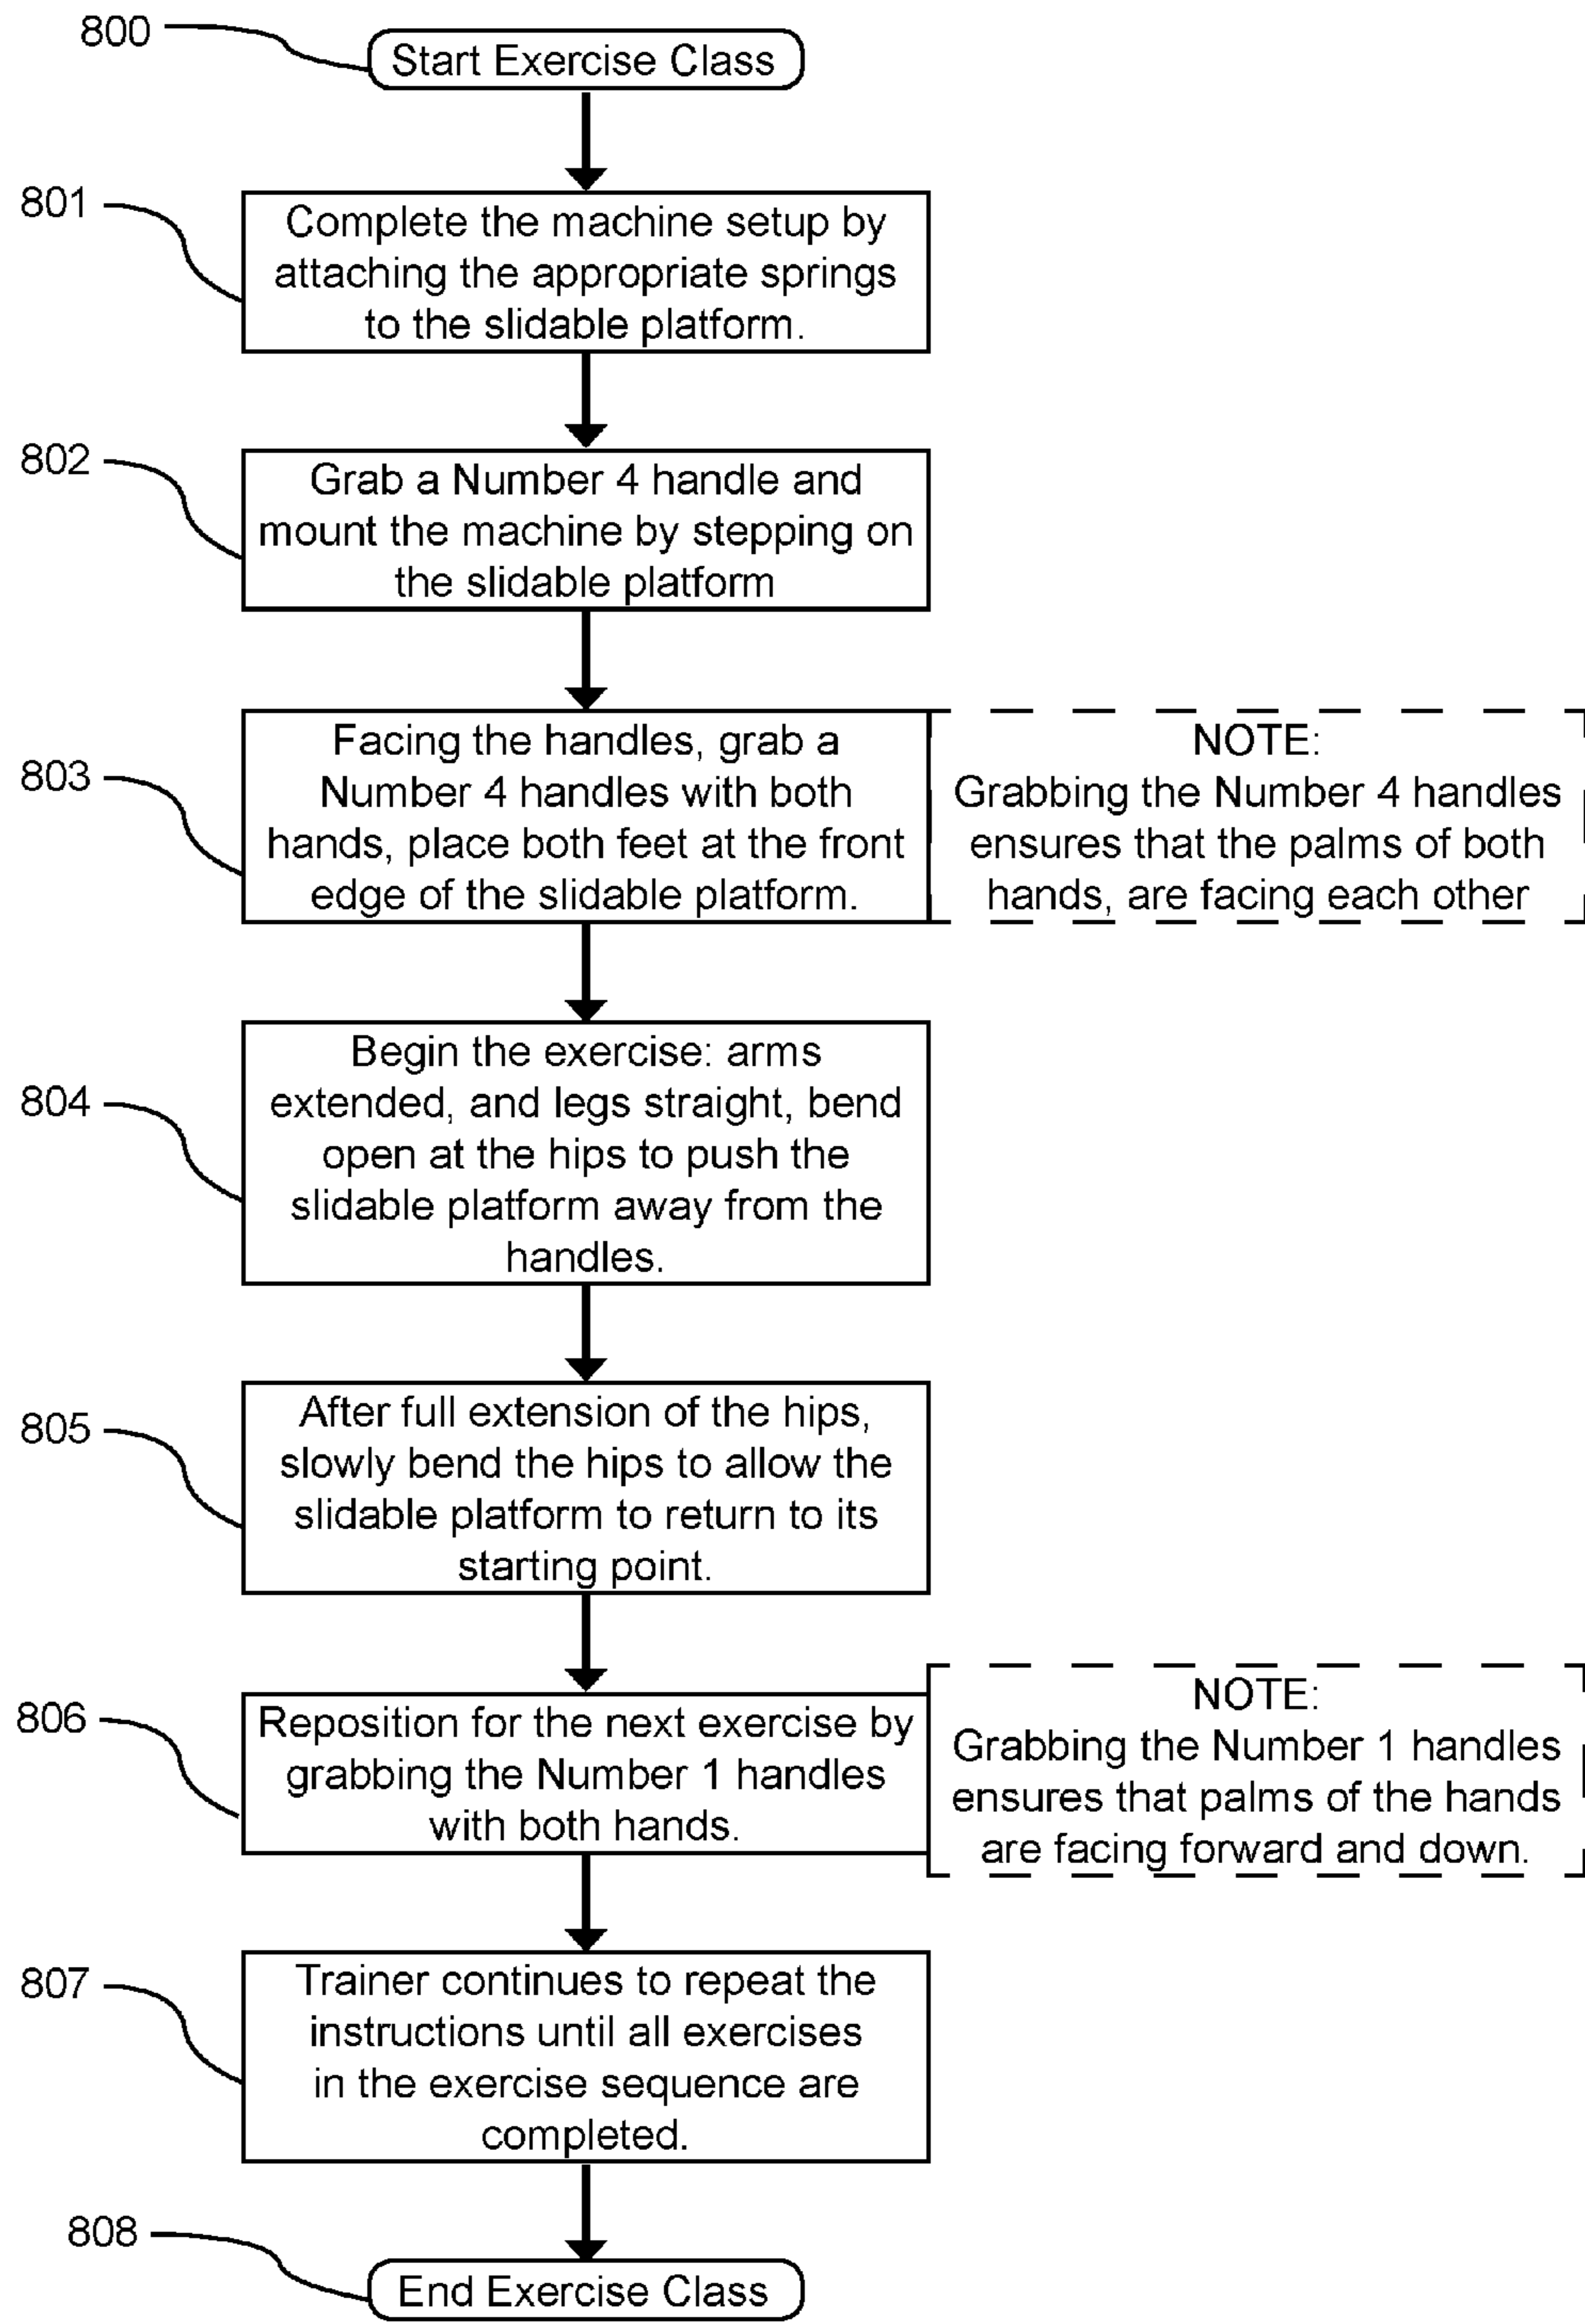 800
Start Exercise Class
801
Complete the machine setup by
attaching the appropriate springs
to the slidable platform.
802
Grab a Number 4 handle and
mount the machine by stepping on
the slidable platform
803
Facing the handles, grab a
Number 4 handles with both
hands, place both feet at the front
edge of the slidable platform.
NOTE:
Grabbing the Number 4 handles
ensures that the palms of both
hands, are facing each other
804
Begin the exercise: arms
extended, and legs straight, bend
open at the hips to push the
slidable platform away from the
handles.
805
After full extension of the hips,
slowly bend the hips to allow the
slidable platform to return to its
starting point.
806
Reposition for the next exercise by
grabbing the Number 1 handles
with both hands.
NOTE:
Grabbing the Number 1 handles
ensures that palms of the hands
are facing forward and down.
807
Trainer continues to repeat the
instructions until all exercises
in the exercise sequence are
completed.
808
End Exercise Class